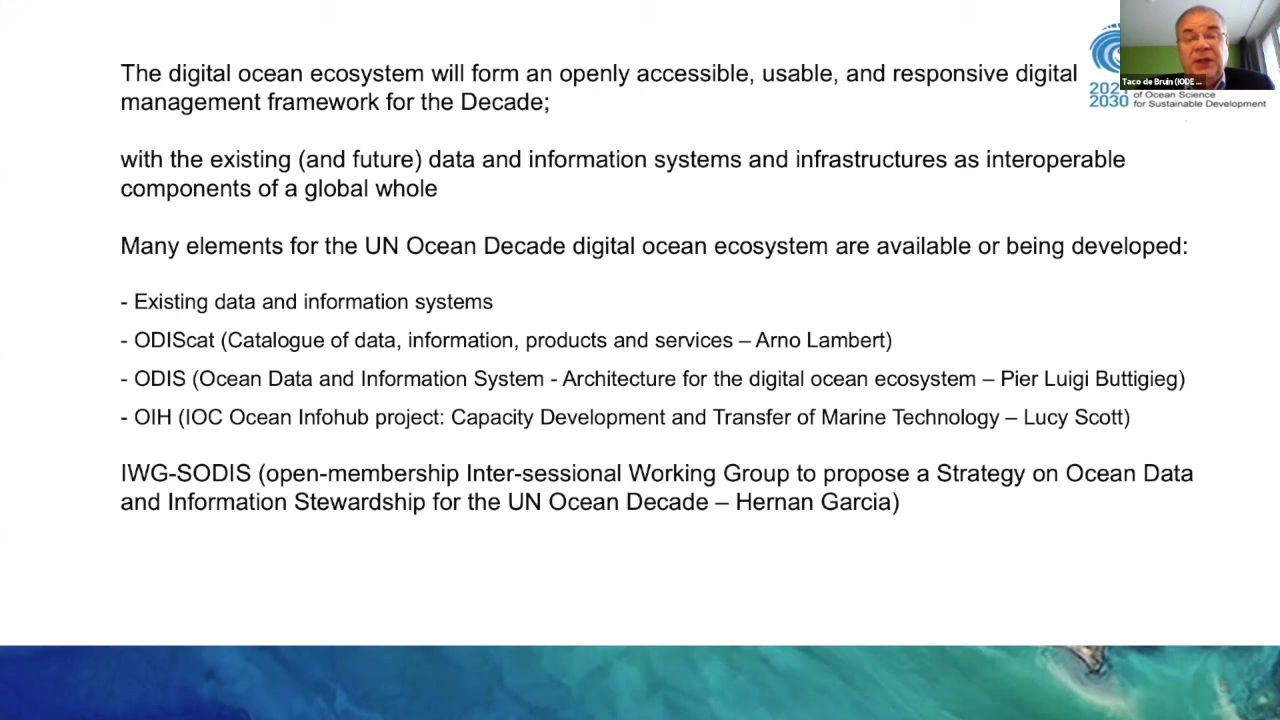 The digital ocean ecosystem will form an openly accessible, usable, and responsive digital
management framework for the Decade;
with the existing (and future) data and information systems and infrastructures as interoperable
components of a global whole
Many elements for the UN Ocean Decade digital ocean ecosystem are available or being developed:
- Existing data and information systems
- ODIScat (Catalogue of data, information, products and services – Arno Lambert)
- ODIS (Ocean Data and Information System - Architecture for the digital ocean ecosystem – Pier Luigi Buttigieg)
- OIH (IOC Ocean Infohub project: Capacity Development and Transfer of Marine Technology – Lucy Scott)
IWG-SODIS (open-membership Inter-sessional Working Group to propose a Strategy on Ocean Data
and Information Stewardship for the UN Ocean Decade – Hernan Garcia)
Taco de Bruin (IODE ...
2021
2030
of Ocean Science
for Sustainable Development